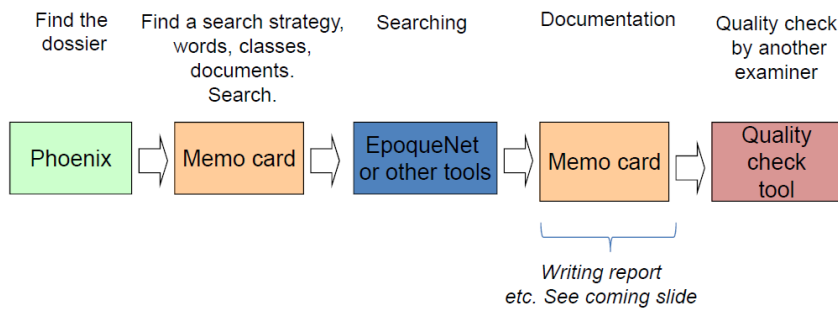 Find the
dossier
Find a search strategy,
words, classes,
documents.
Search.
Searching
Documentation
Quality check
by another
examiner
Phoenix
Memo card
EpoqueNet
or other tools
Memo card
Quality
check
tool
Writing report
etc. See coming slide